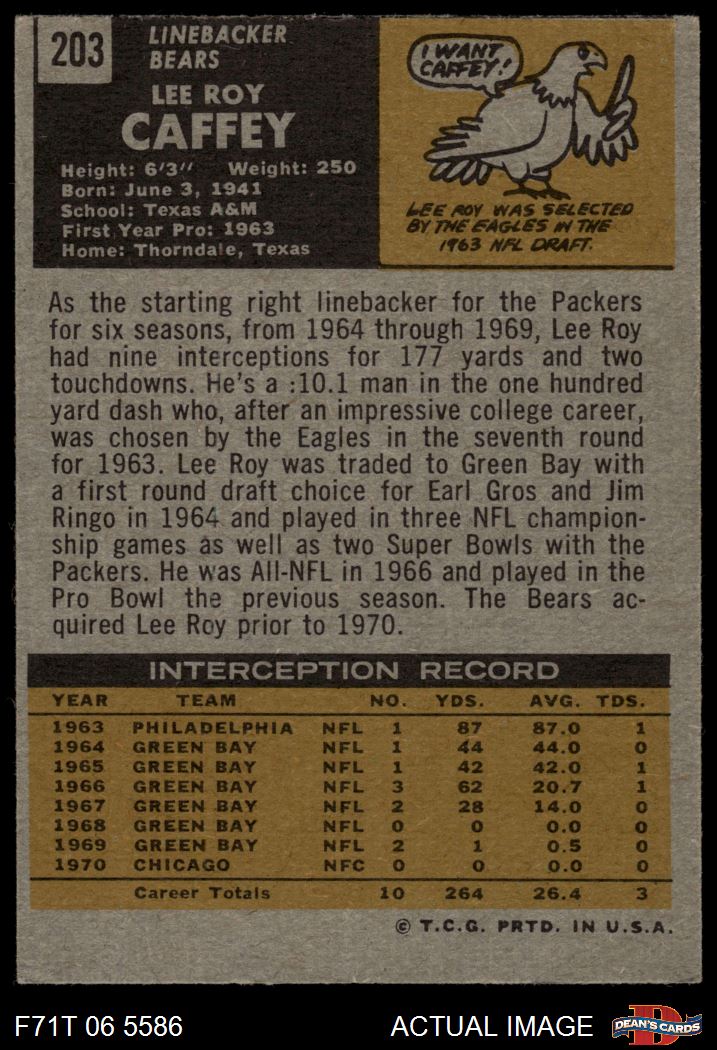 203
LINEBACKER
BEARS
LEE ROY
CAFFEY
Height: 6'3" Weight: 250
Born: June 3, 1941
School: Texas A&M
First Year Pro: 1963
Home: Thorndale, Texas
I WANT
CAFFEY!
LEE ROY WAS SELECTED
BY THE EAGLES IN THE
1963 NFL DRAFT.
As the starting right linebacker for the Packers
for six seasons, from 1964 through 1969, Lee Roy
had nine interceptions for 177 yards and two
touchdowns. He's a :10.1 man in the one hundred
yard dash who, after an impressive college career,
was chosen by the Eagles in the seventh round
for 1963. Lee Roy was traded to Green Bay with
a first round draft choice for Earl Gros and Jim
Ringo in 1964 and played in three NFL champion-
ship games as well as two Super Bowls with the
Packers. He was All-NFL in 1966 and played in the
Pro Bowl the previous season. The Bears ac-
quired Lee Roy prior to 1970.
INTERCEPTION RECORD
YEAR TEAM NO. YDS. AVG. TDS.
1963 PHILADELPHIA NFL 1 87 87.0 1
1964 GREEN BAY NFL 1 44 44.0 0
1965 GREEN BAY NFL 1 42 42.0 1
1966 GREEN BAY NFL 3 62 20.7 1
1967 GREEN BAY NFL 2 28 14.0 0
1968 GREEN BAY NFL 0 0 0.0 0
1969 GREEN BAY NFL 2 1 0.5 0
1970 CHICAGO NFC 0 0 0.0 0
Career Totals 10 264 26.4 3
© T.C.G. PRTD. IN U.S.A.
F71T 06 5586 ACTUAL IMAGE D DEAN'S CARDS